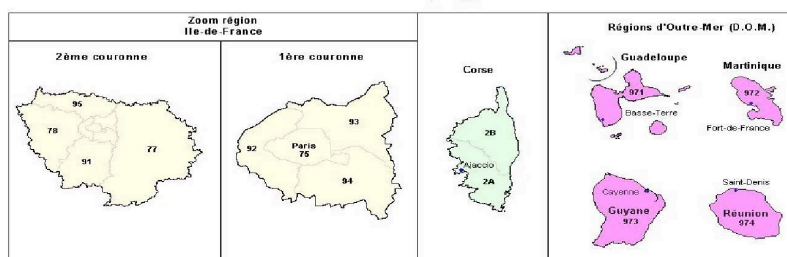 Zoom région
Ile-de-France
2ème couronne
1ère couronne
95
78
91
77
93
92
Paris
75
94
Corse
2B
Ajaccio
2A
Régions d'Outre-Mer (D.O.M.)
Guadeloupe
971
Basse-Terre
Martinique
972
Fort-de-France
Cayenne
Guyane
973
Saint-Denis
Réunion
974